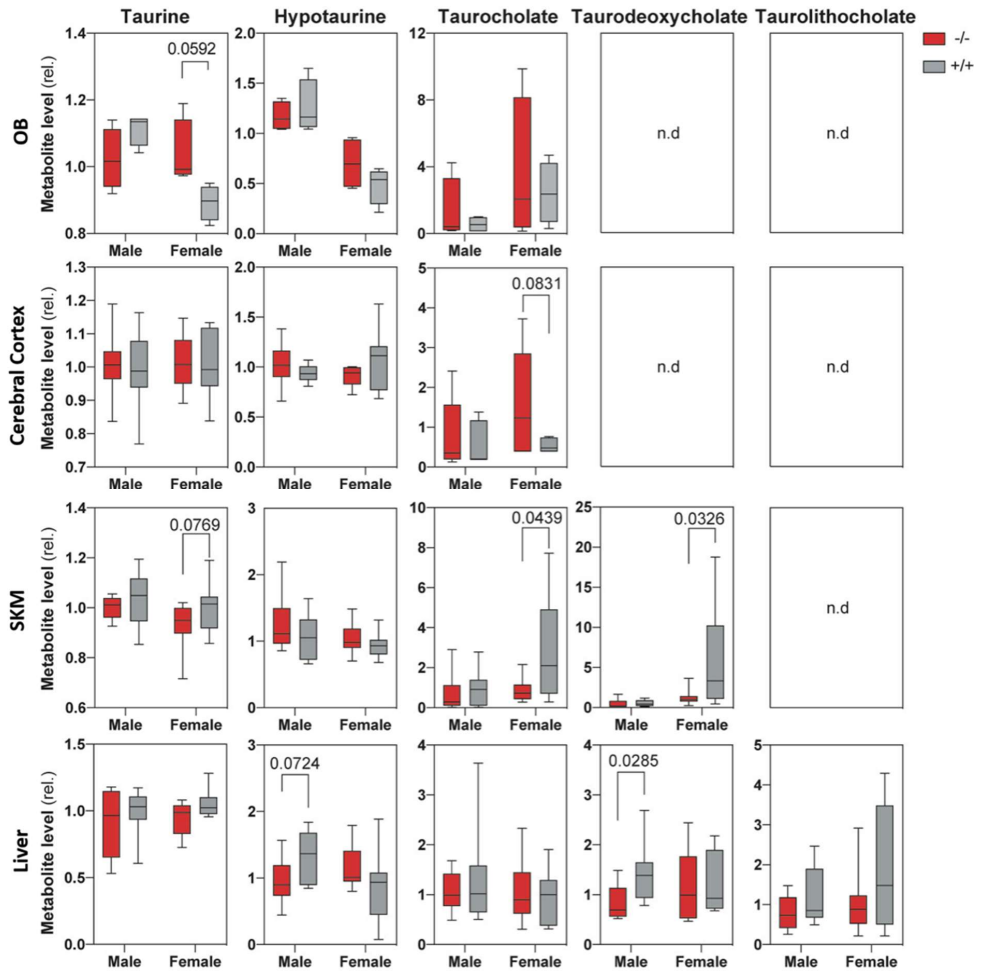 Taurine Hypotaurine Taurocholate Taurodeoxycholate Taurolithocholate
-/-
+/+
OB
Metabolite level (rel.)
1.4
1.2
1.0
0.8
0.0592
Male Female
2.0
1.5
1.0
0.5
0.0
Male Female
12
8
4
0
Male Female
n.d
n.d
Cerebral Cortex
Metabolite level (rel.)
1.3
1.2
1.1
1.0
0.9
0.8
0.7
Male Female
2.0
1.5
1.0
0.5
0.0
Male Female
5
4
3
2
1
0
0.0831
Male Female
n.d
n.d
SKM
Metabolite level (rel.)
1.4
1.2
1.0
0.8
0.6
0.0769
Male Female
3
2
1
0
Male Female
10
8
6
4
2
0
0.0439
Male Female
25
20
15
10
5
0
0.0326
Male Female
n.d
Liver
Metabolite level (rel.)
1.5
1.0
0.5
0.0
Male Female
3
2
1
0
0.0724
Male Female
4
3
2
1
0
Male Female
3
2
1
0
0.0285
Male Female
5
4
3
2
1
0
Male Female